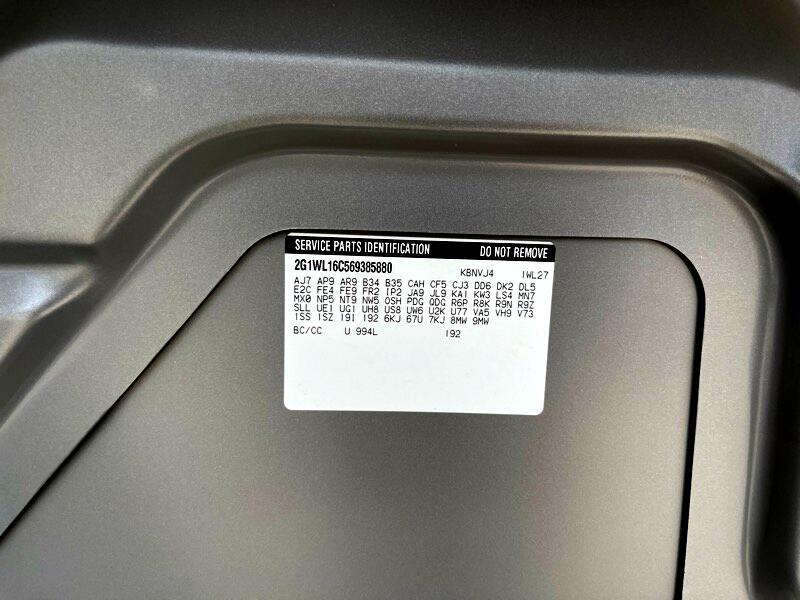 SERVICE PARTS IDENTIFICATION DO NOT REMOVE
2G1WL16C569385880 KBNVJ4 1WL27
AJ7 AP9 AR9 B34 B35 CAH CF5 CJ3 DD6 DK2 DL5
E2C FE4 FE9 FR2 IP2 JA9 JL9 KA1 KW3 LS4 MN7
MX0 NP5 NT9 NW5 OSH PDG QDG R6P R8K R9N R9Z
SLL UE1 UG1 UH8 US8 UW6 U2K U77 VA5 VH9 V73
1SS 1SZ 19I 192 6KJ 67U 7KJ 8MW 9MW
BC/CC U 994L 192